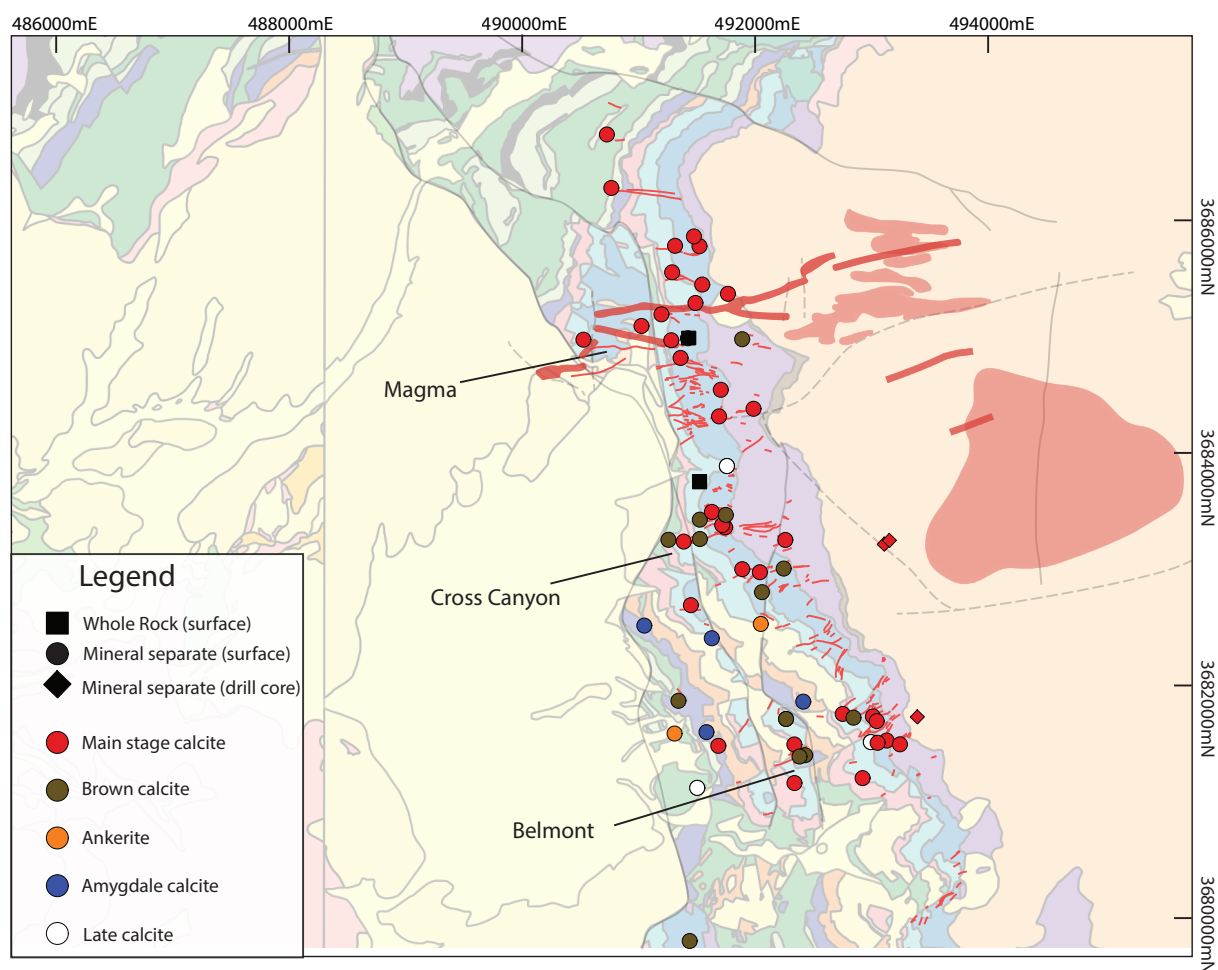 486000mE 488000mE 490000mE 492000mE 494000mE
3686000mN
Magma
3684000mN
Cross Canyon
Legend
Whole Rock (surface)
Mineral separate (surface)
Mineral separate (drill core)
3682000mN
Main stage calcite
Brown calcite
Belmont
Ankerite
Amygdale calcite
Late calcite
3680000mN